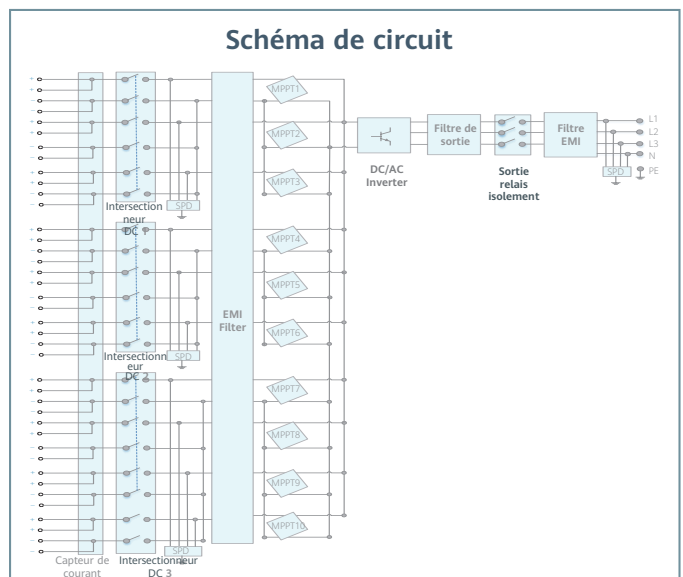 Schéma de circuit
MPPT1
MPPT2
MPPT3
MPPT4
MPPT5
MPPT6
MPPT7
MPPT8
MPPT9
MPPT10
Intersection
neur
DC 1
SPD
Intersectionn
eur
DC 2
SPD
Capteur de
courant
Intersectionneur
DC 3
SPD
EMI
Filter
DC/AC
Inverter
Filtre de
sortie
Sortie
relais
isolement
Filtre
EMI
L1
L2
L3
N
SPD
PE